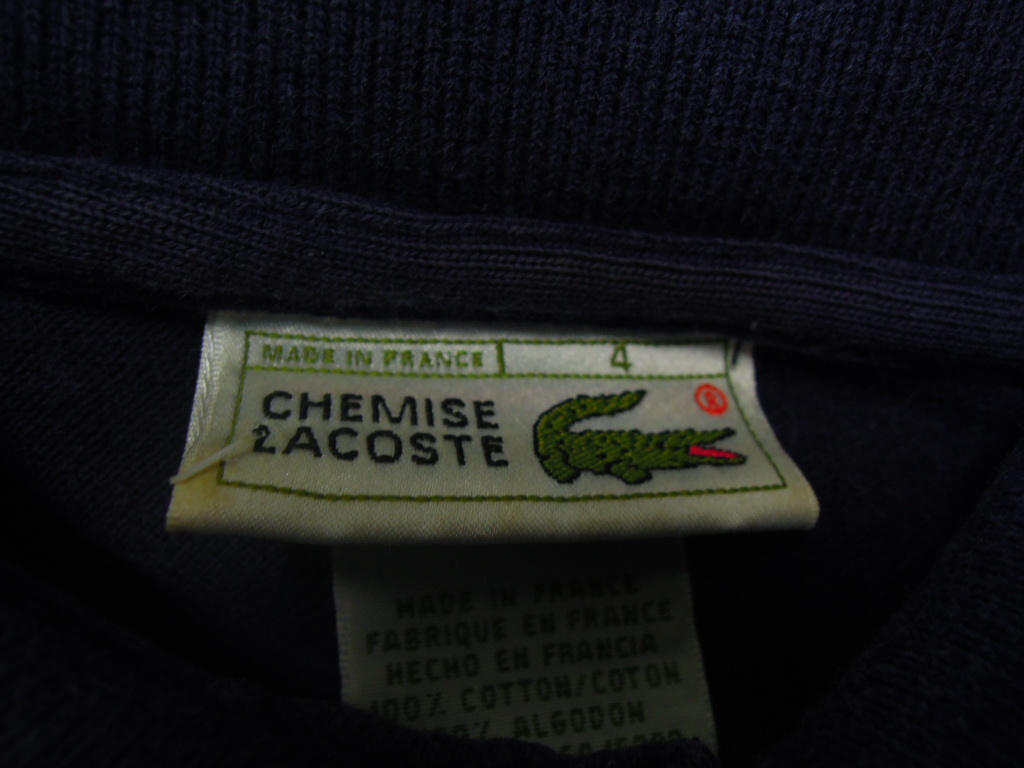 MADE IN FRANCE 4
CHEMISE
LACOSTE
®
MADE IN FRANCE
FABRIQUE EN FRANCE
HECHO EN FRANCIA
100% COTTON/COTON
% ALGODON